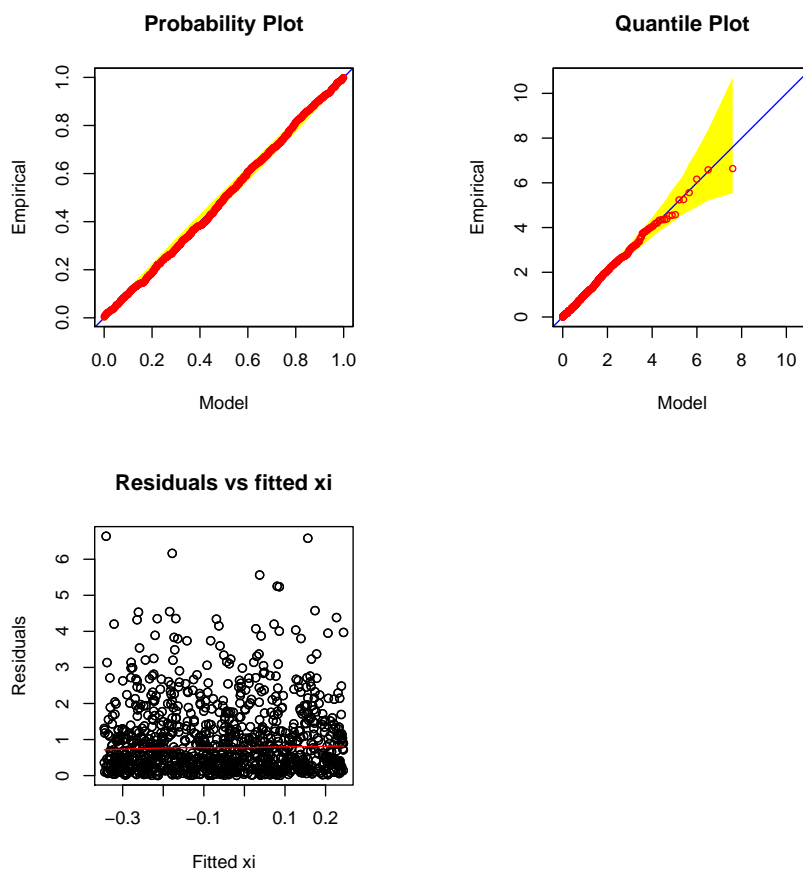 Probability Plot
Empirical
1.0
0.8
0.6
0.4
0.2
0.0
0.0 0.2 0.4 0.6 0.8 1.0
Model
Quantile Plot
Empirical
10
8
6
4
2
0
0 2 4 6 8 10
Model
Residuals vs fitted xi
Residuals
6
5
4
3
2
1
0
−0.3 −0.1 0.1 0.2
Fitted xi